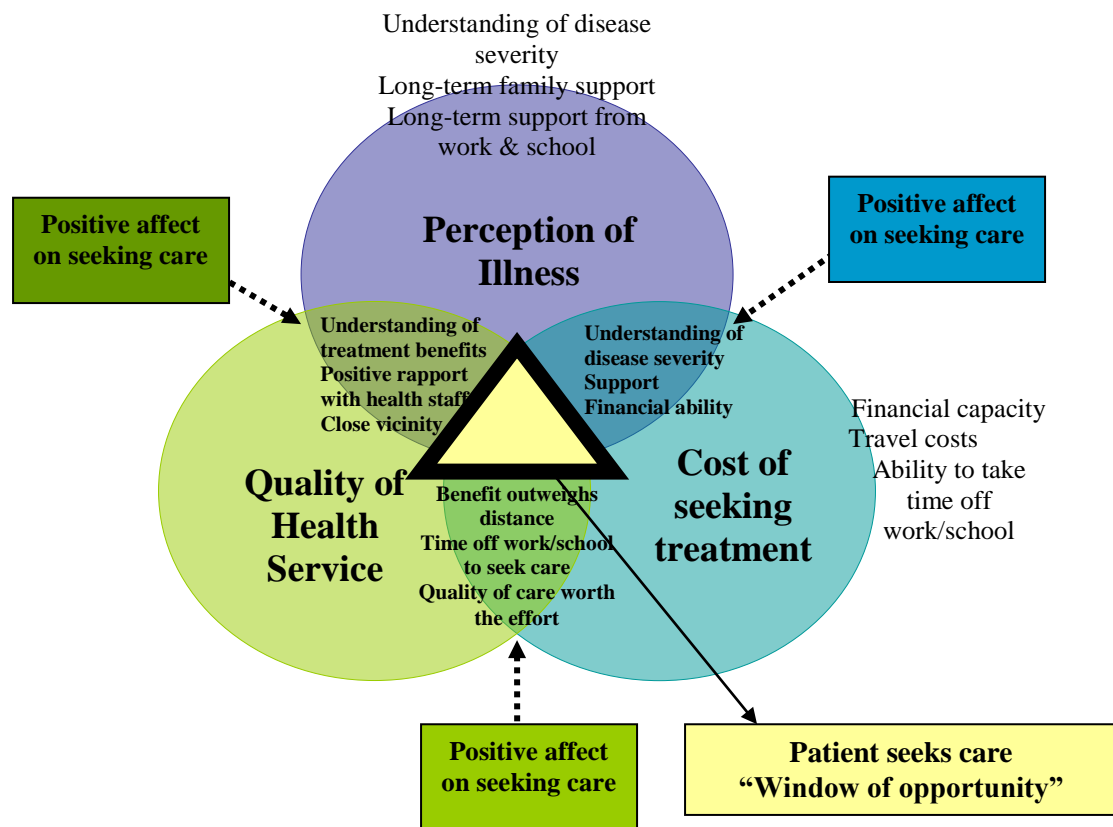 Understanding of disease
severity
Long-term family support
Long-term support from
work & school
Positive affect
on seeking care
Perception of
Illness
Positive affect
on seeking care
Understanding of
treatment benefits
Positive rapport
with health staff
Close vicinity
Understanding of
disease severity
Support
Financial ability
Financial capacity
Travel costs
Ability to take
time off
work/school
Quality of
Health
Service
Benefit outweighs
distance
Time off work/school
to seek care
Quality of care worth
the effort
Cost of
seeking
treatment
Positive affect
on seeking care
Patient seeks care
“Window of opportunity”